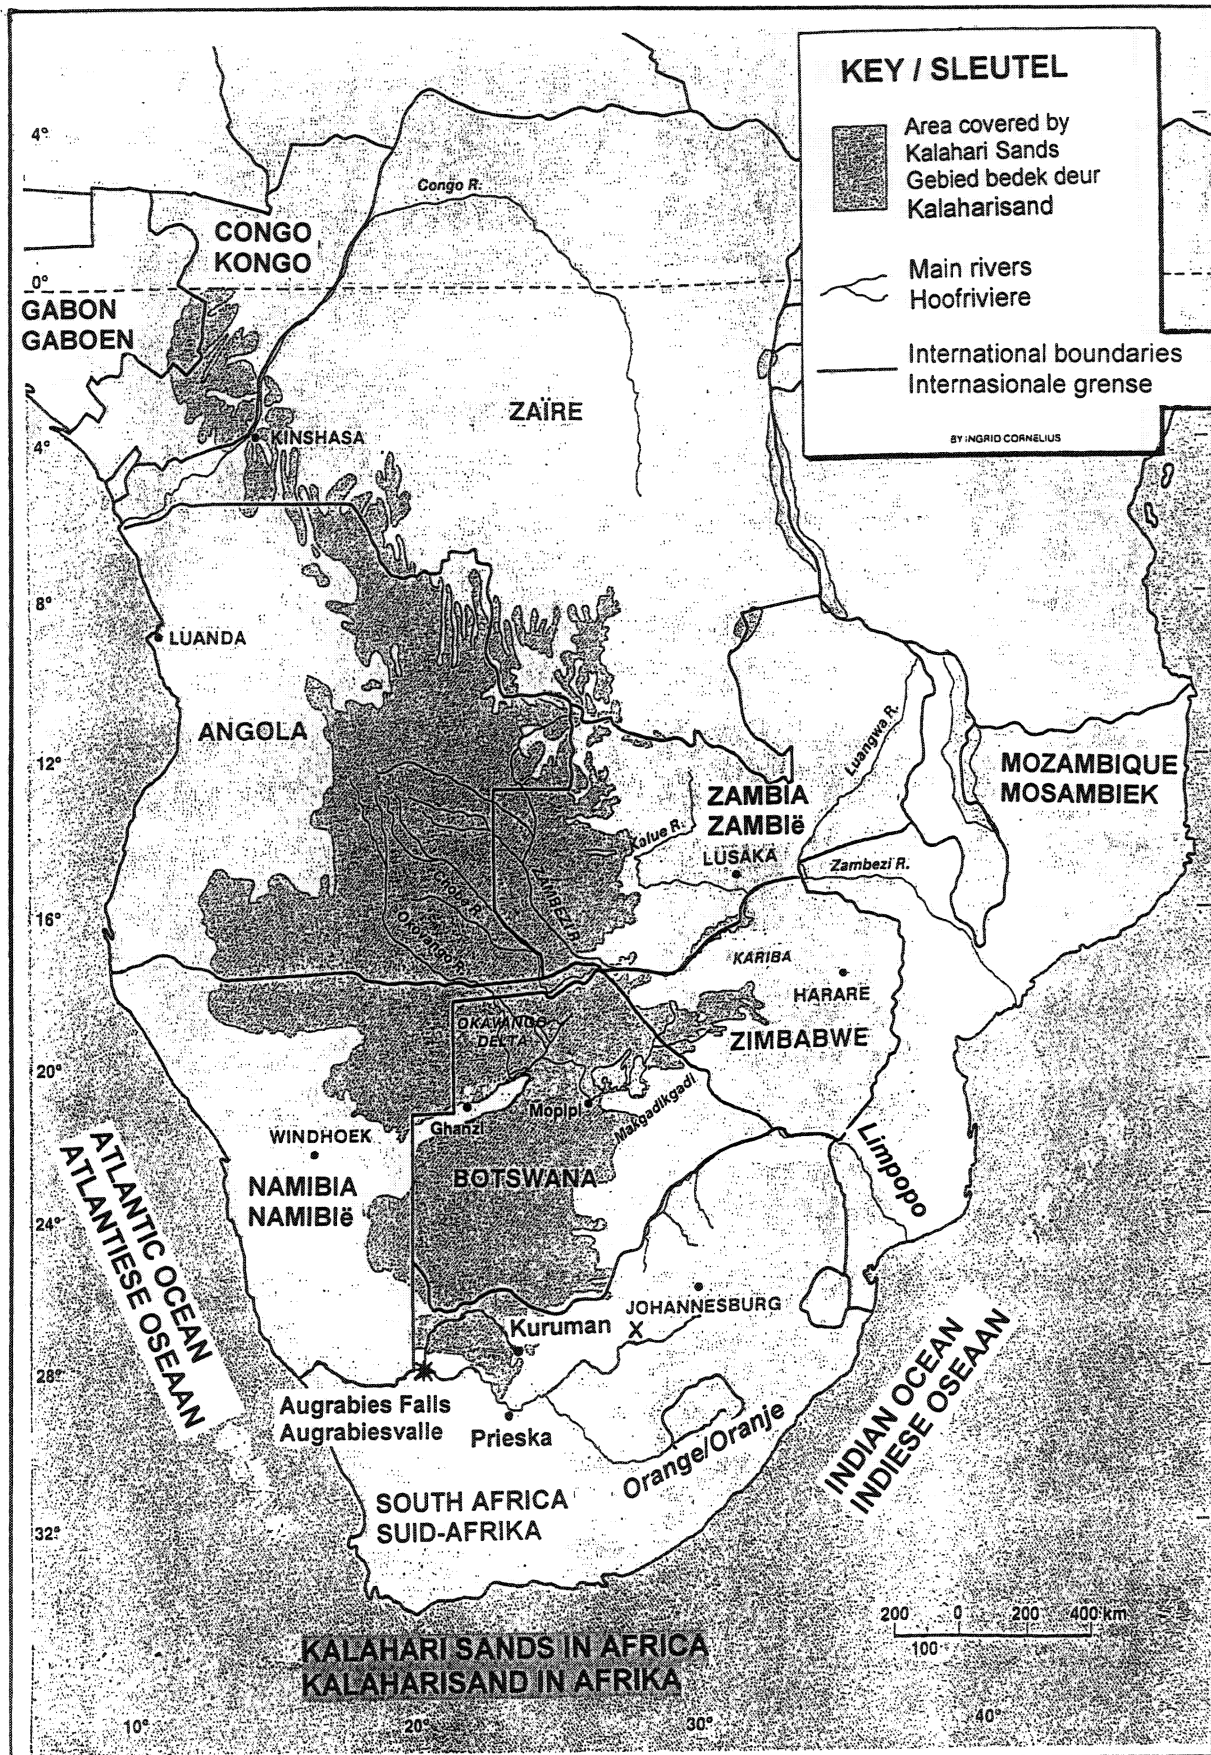 KEY / SLEUTEL
Area covered by
Kalahari Sands
Gebied bedek deur
Kalaharisand
Main rivers
Hoofriviere
International boundaries
Internasionale grense
BY INGRID CORNELIUS
4°
Congo R.
CONGO
KONGO
0°
GABON
GABOEN
ZAÏRE
4°
KINSHASA
8°
LUANDA
ANGOLA
Luangwa R.
12°
MOZAMBIQUE
MOSAMBIEK
ZAMBIA
ZAMBIË
Kalue R.
LUSAKA
Zambezi R.
ZAMBEZI R.
16°
Okovango R.
KARIBA
HARARE
OKAVANGO
DELTA
ZIMBABWE
20°
Mopipi
Ghanzi
Makgadikgadi
WINDHOEK
Limpopo
BOTSWANA
NAMIBIA
NAMIBIË
24°
ATLANTIC OCEAN
ATLANTIESE OSEAAN
JOHANNESBURG
Kuruman
X
28°
Augrabies Falls
Augrabiesvalle
Prieska
Orange/Oranje
INDIAN OCEAN
INDIESE OSEAAN
SOUTH AFRICA
SUID-AFRIKA
32°
200 0 200 400 km
100
KALAHARI SANDS IN AFRICA
KALAHARISAND IN AFRIKA
10° 20° 30° 40°